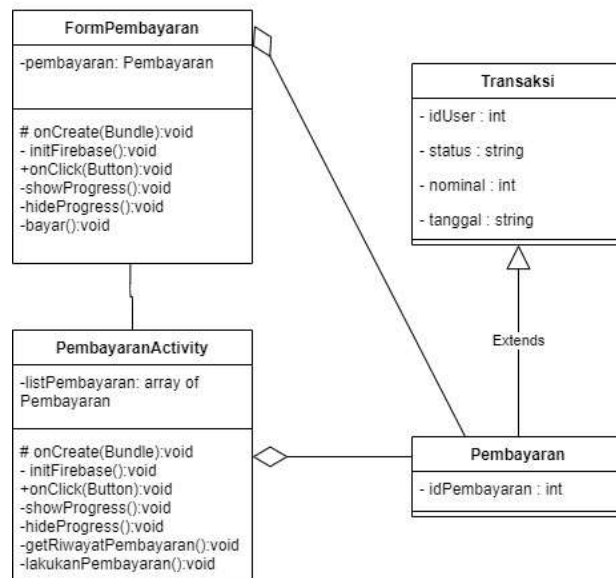 FormPembayaran
-pembayaran: Pembayaran
# onCreate(Bundle):void
- initFirebase():void
+onClick(Button):void
-showProgress():void
-hideProgress():void
-bayar():void
Transaksi
- idUser : int
- status : string
- nominal : int
- tanggal : string
Extends
PembayaranActivity
-listPembayaran: array of
Pembayaran
# onCreate(Bundle):void
- initFirebase():void
+onClick(Button):void
-showProgress():void
-hideProgress():void
-getRiwayatPembayaran():void
-lakukanPembayaran():void
Pembayaran
- idPembayaran : int